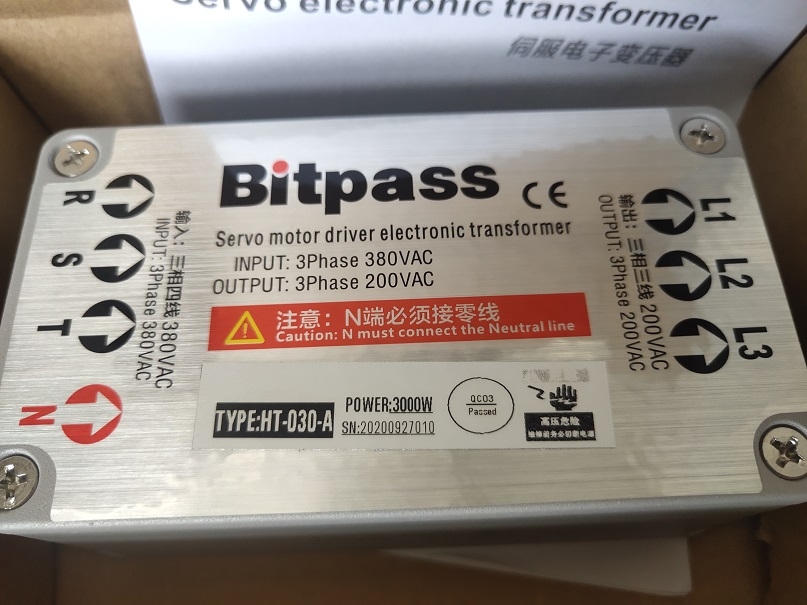 Servo electronic transformer
伺服电子变压器
Bitpass CE
Servo motor driver electronic transformer
INPUT: 3Phase 380VAC
OUTPUT: 3Phase 200VAC
注意：N端必须接零线
Caution: N must connect the Neutral line
TYPE:HT-030-A
POWER:3000W
SN:20200927010
QC03
Passed
高压危险
R
S
T
N
输入：三相四线 380VAC
INPUT: 3Phase 380VAC
输出：三相三线 200VAC
OUTPUT: 3Phase 200VAC
L1
L2
L3